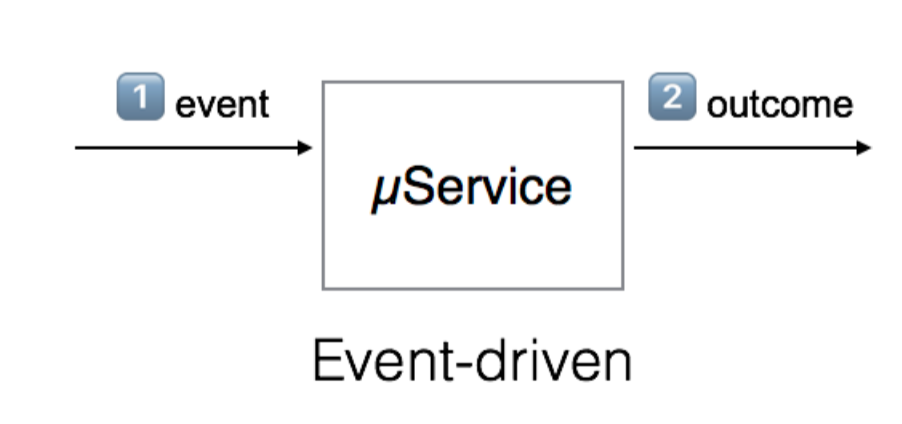 1 event
2 outcome
µService
Event-driven